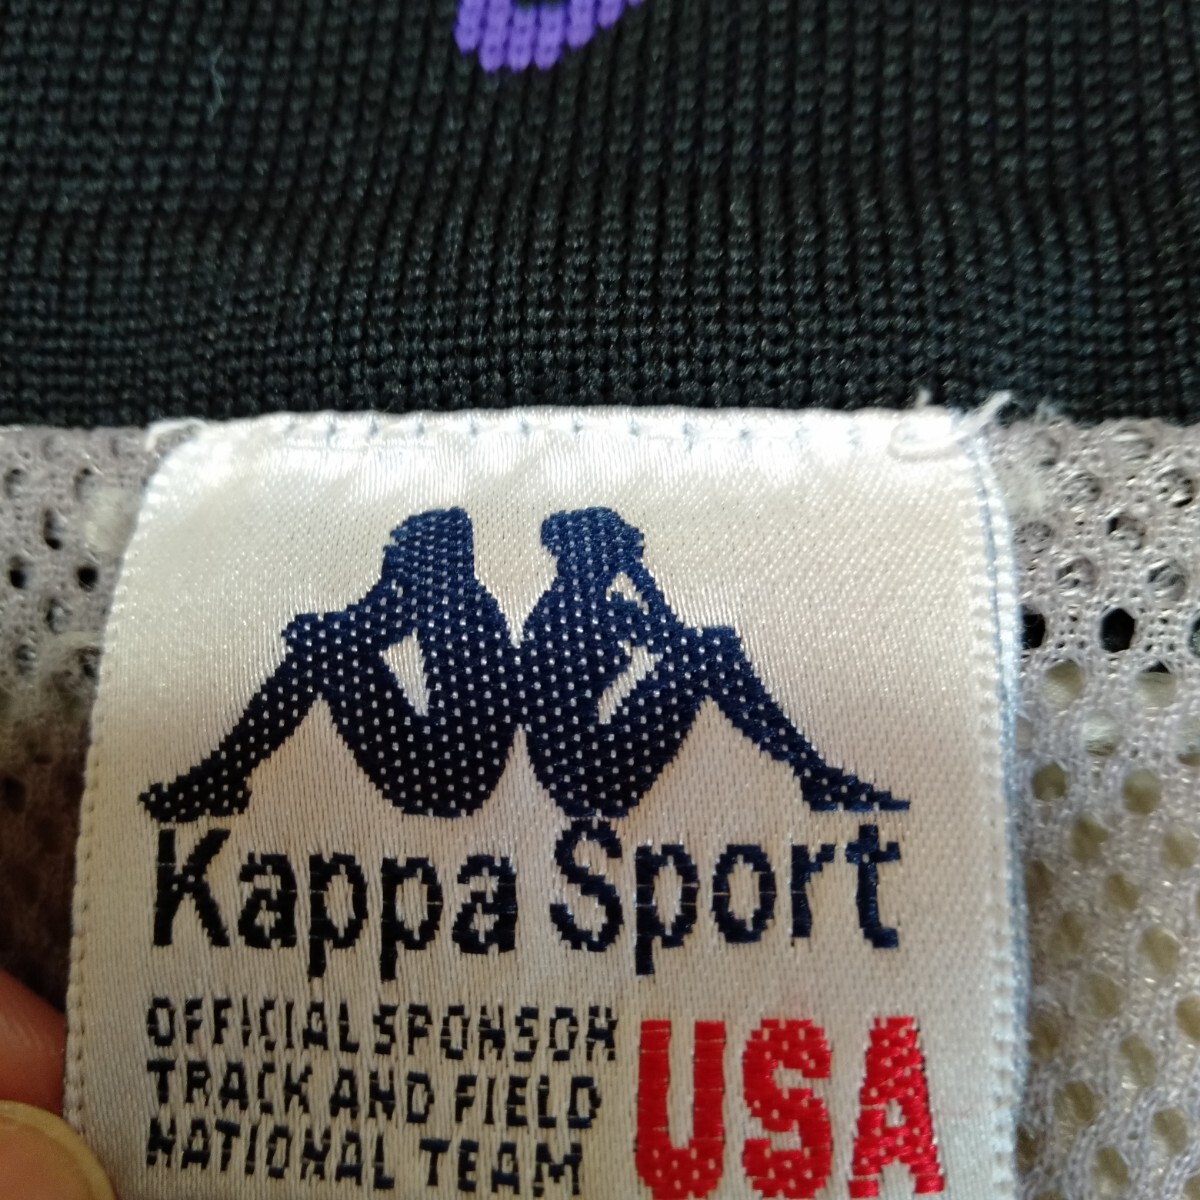 Kappa Sport
OFFICIAL SPONSOR
TRACK AND FIELD
NATIONAL TEAM
USA